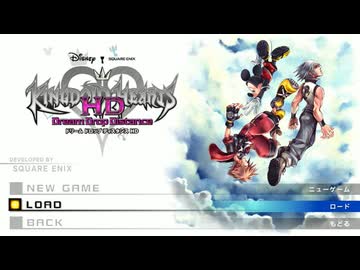 Disney SQUARE ENIX
KINGDOM HEARTS
HD
Dream Drop Distance
ドリーム ドロップ ディスタンス HD
DEVELOPED BY
SQUARE ENIX
NEW GAME ニューゲーム
LOAD ロード
BACK もどる